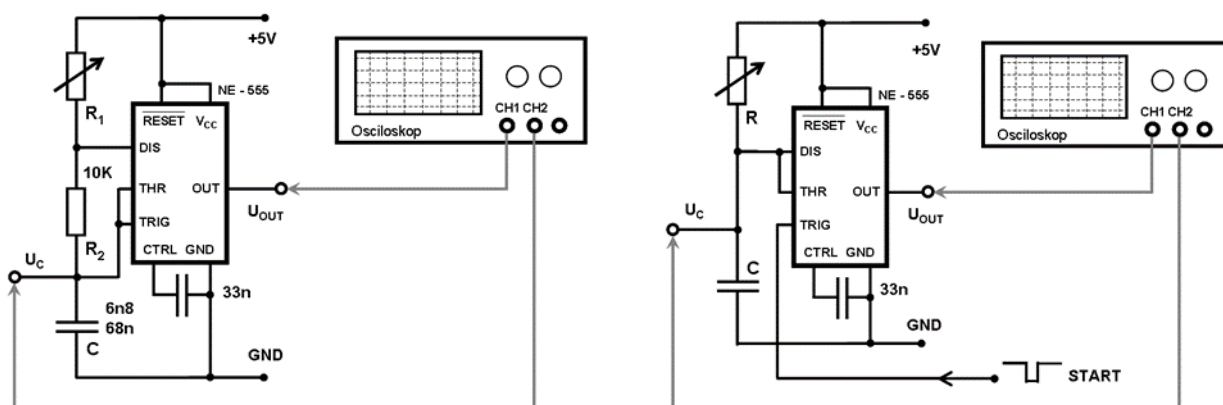 +5V
NE - 555
R1
RESET VCC
DIS
10K
THR OUT
UOUT
TRIG
R2
CTRL GND
UC
33n
6n8
68n
C
GND
CH1 CH2
Osciloskop
+5V
NE - 555
R
RESET VCC
DIS
THR OUT
UOUT
TRIG
UC
CTRL GND
C
33n
GND
START
CH1 CH2
Osciloskop